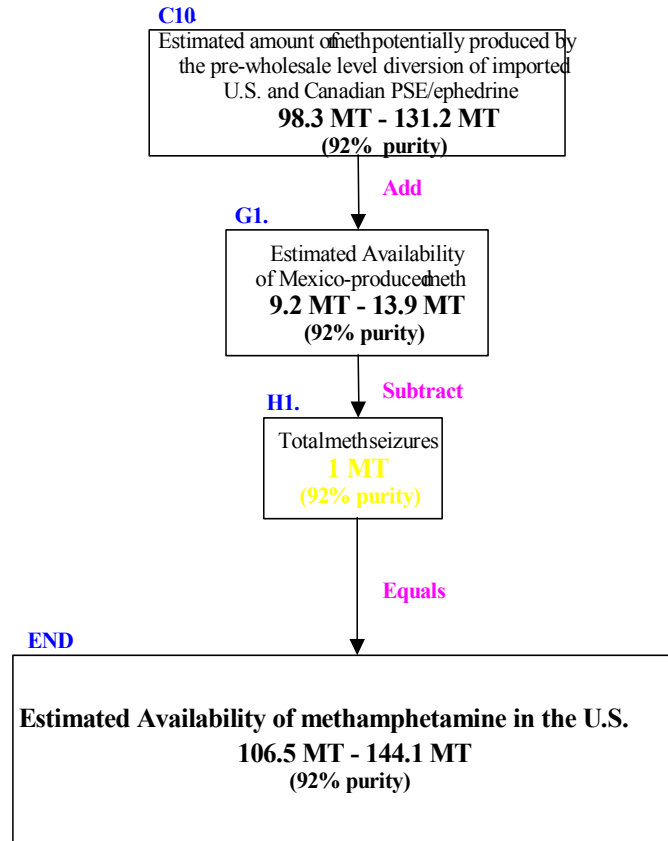 C10.
Estimated amount of meth potentially produced by
the pre-wholesale level diversion of imported
U.S. and Canadian PSE/ephedrine
98.3 MT - 131.2 MT
(92% purity)
Add
G1.
Estimated Availability
of Mexico-produced meth
9.2 MT - 13.9 MT
(92% purity)
Subtract
H1.
Total meth seizures
1 MT
(92% purity)
Equals
END
Estimated Availability of methamphetamine in the U.S.
106.5 MT - 144.1 MT
(92% purity)